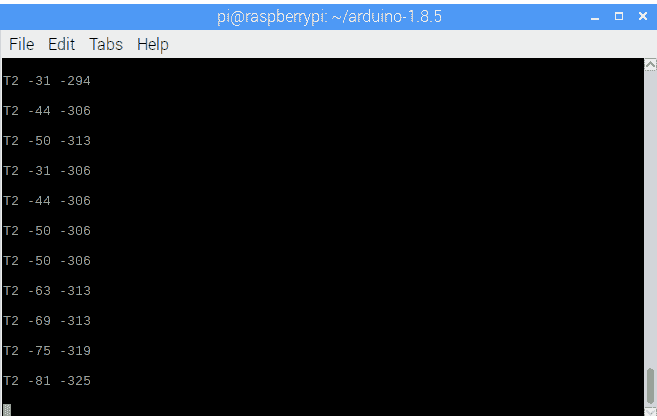 pi@raspberrypi: ~/arduino-1.8.5
File Edit Tabs Help
T2 -31 -294
T2 -44 -306
T2 -50 -313
T2 -31 -306
T2 -44 -306
T2 -50 -306
T2 -50 -306
T2 -63 -313
T2 -69 -313
T2 -75 -319
T2 -81 -325